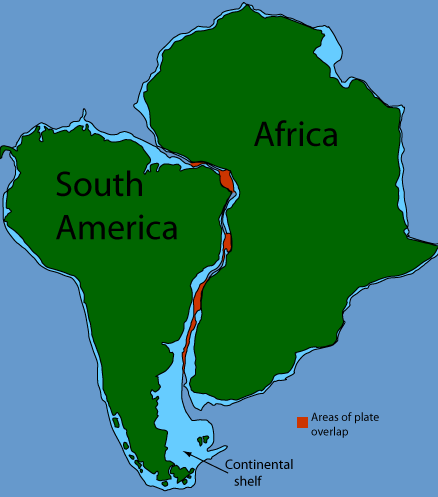 Africa
South
America
Areas of plate
overlap
Continental
shelf